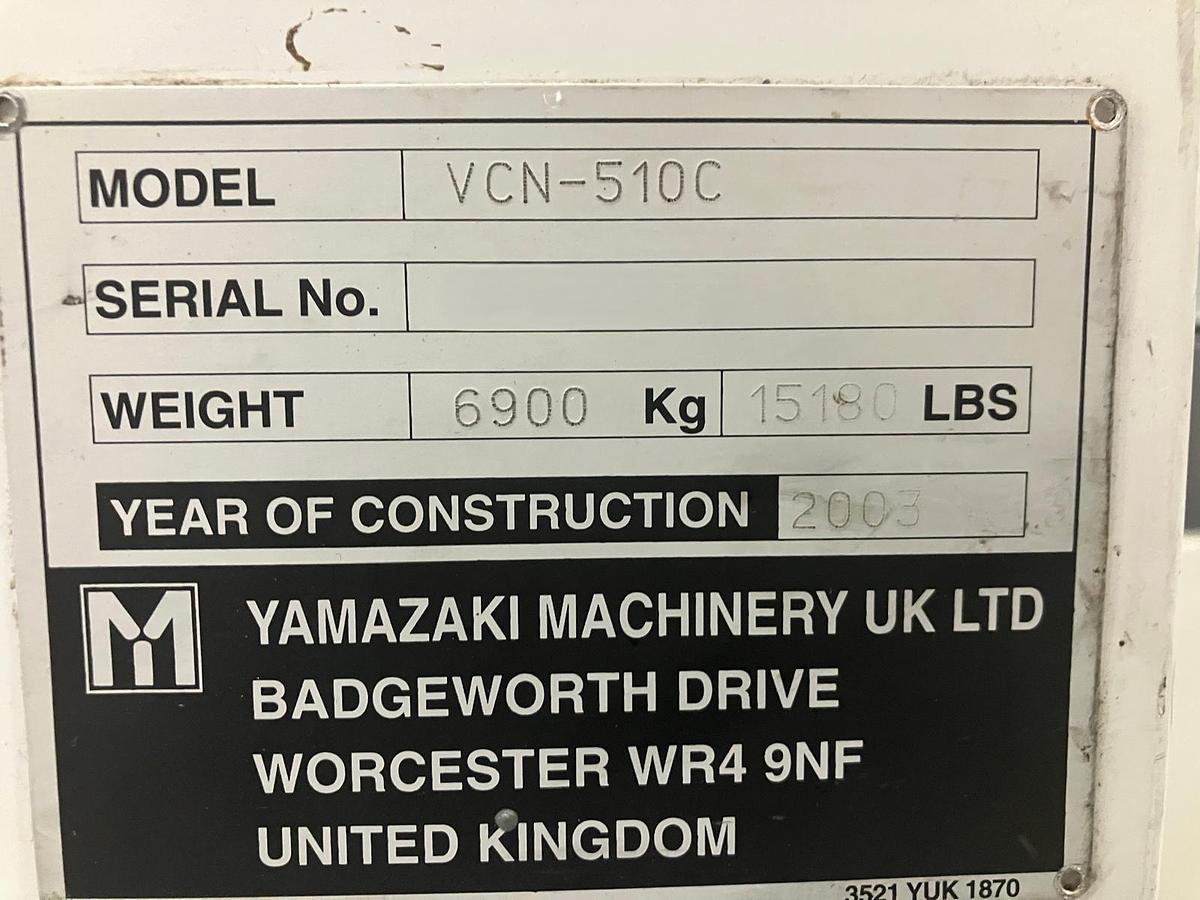 MODEL VCN-510C
SERIAL No.
WEIGHT 6900 Kg 15180 LBS
YEAR OF CONSTRUCTION 2003
YAMAZAKI MACHINERY UK LTD
BADGEWORTH DRIVE
WORCESTER WR4 9NF
UNITED KINGDOM
3521 YUK 1870